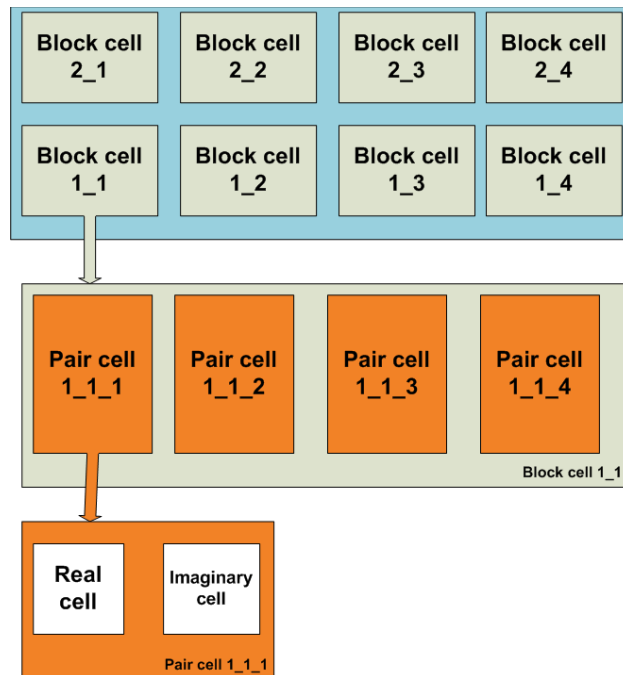 Block cell
2_1
Block cell
2_2
Block cell
2_3
Block cell
2_4
Block cell
1_1
Block cell
1_2
Block cell
1_3
Block cell
1_4
Pair cell
1_1_1
Pair cell
1_1_2
Pair cell
1_1_3
Pair cell
1_1_4
Block cell 1_1
Real
cell
Imaginary
cell
Pair cell 1_1_1